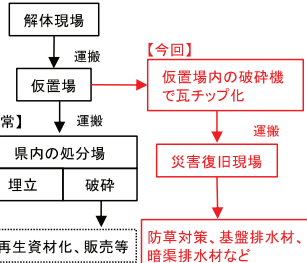 解体現場
運搬
【今回】
仮置場
仮置場内の破砕機
で瓦チップ化
常】
運搬
運搬
県内の処分場
災害復旧現場
埋立
破砕
再生資材化、販売等
防草対策、基盤排水材、
暗渠排水材など